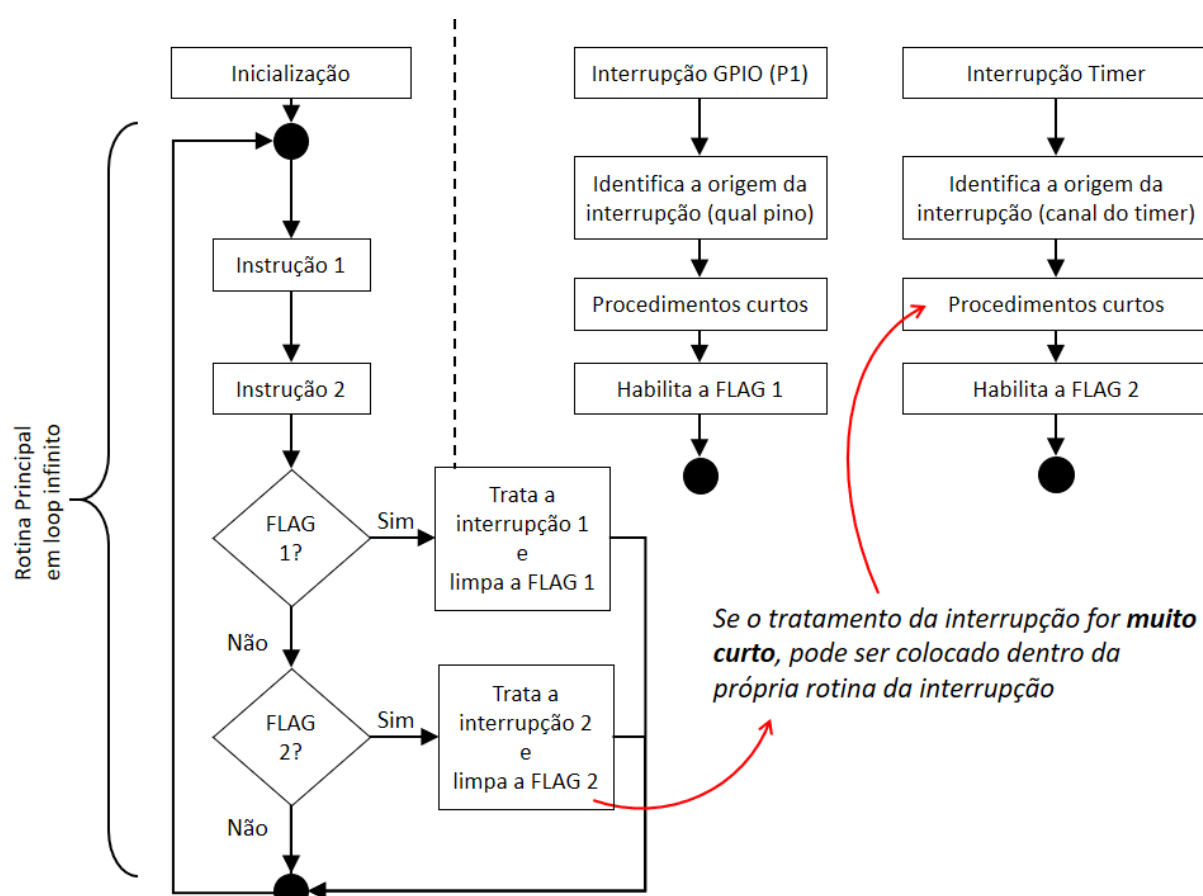 Inicialização
Rotina Principal
em loop infinito
Instrução 1
Instrução 2
FLAG
1?
Sim
Trata a
interrupção 1
e
limpa a FLAG 1
Não
FLAG
2?
Sim
Trata a
interrupção 2
e
limpa a FLAG 2
Não
Interrupção GPIO (P1)
Identifica a origem da
interrupção (qual pino)
Procedimentos curtos
Habilita a FLAG 1
Interrupção Timer
Identifica a origem da
interrupção (canal do timer)
Procedimentos curtos
Habilita a FLAG 2
Se o tratamento da interrupção for muito
curto, pode ser colocado dentro da
própria rotina da interrupção